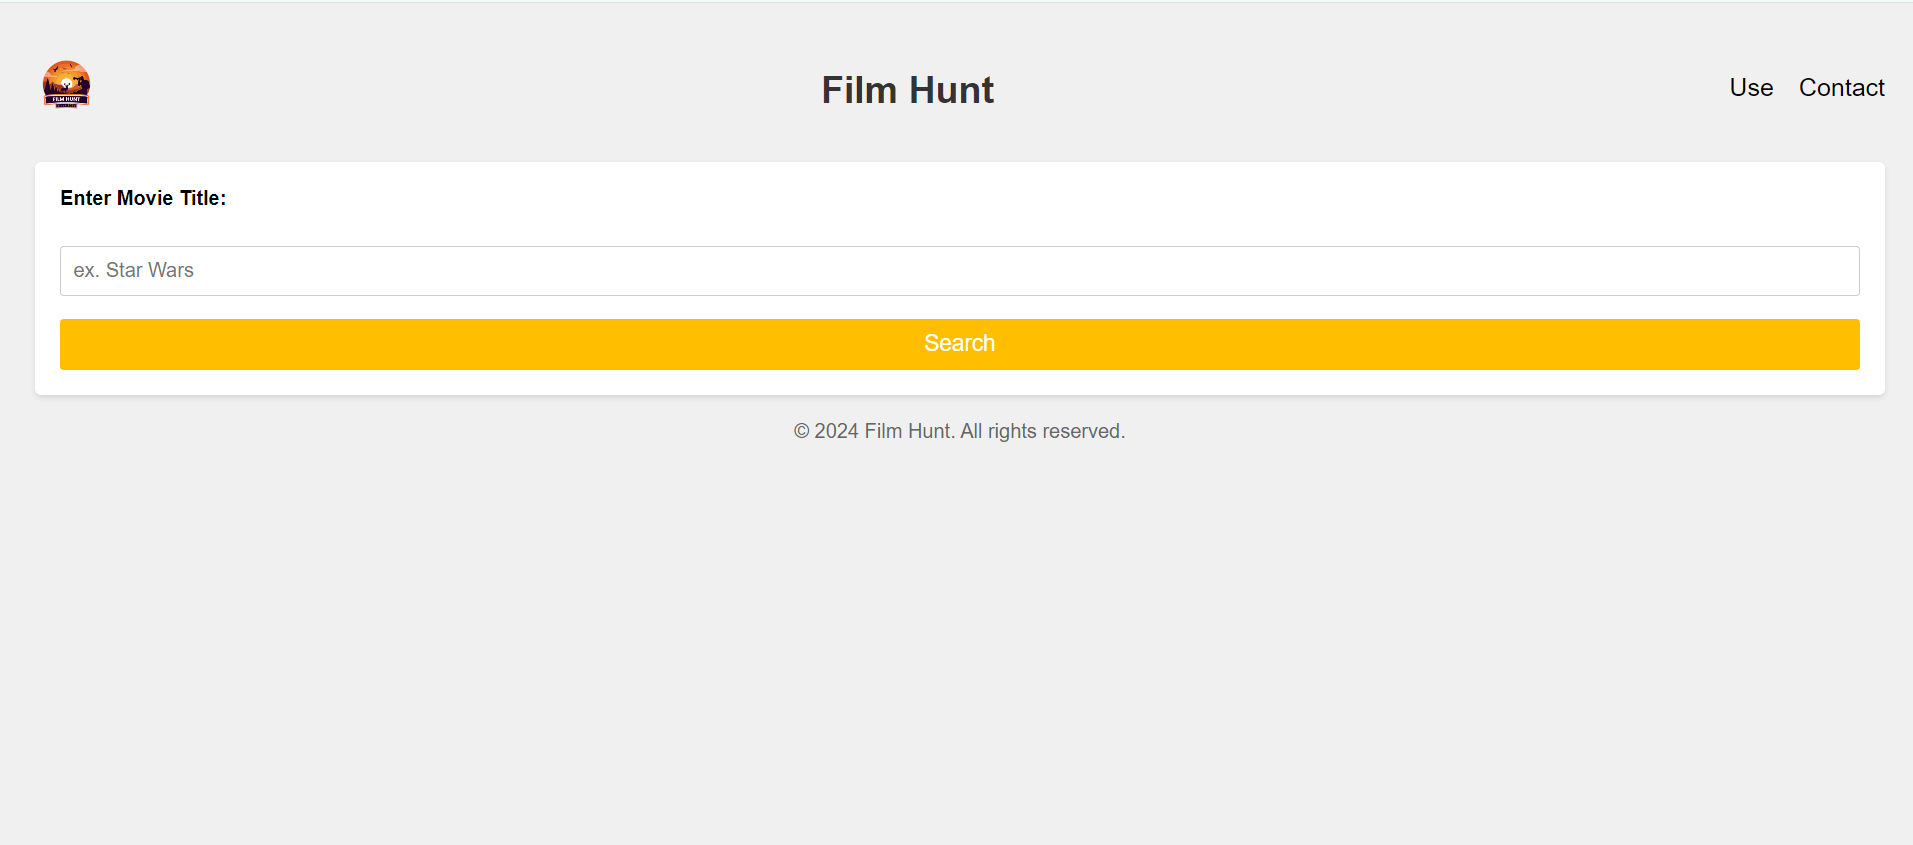 FILM HUNT
Film Hunt
Use Contact
Enter Movie Title:
ex. Star Wars
Search
© 2024 Film Hunt. All rights reserved.